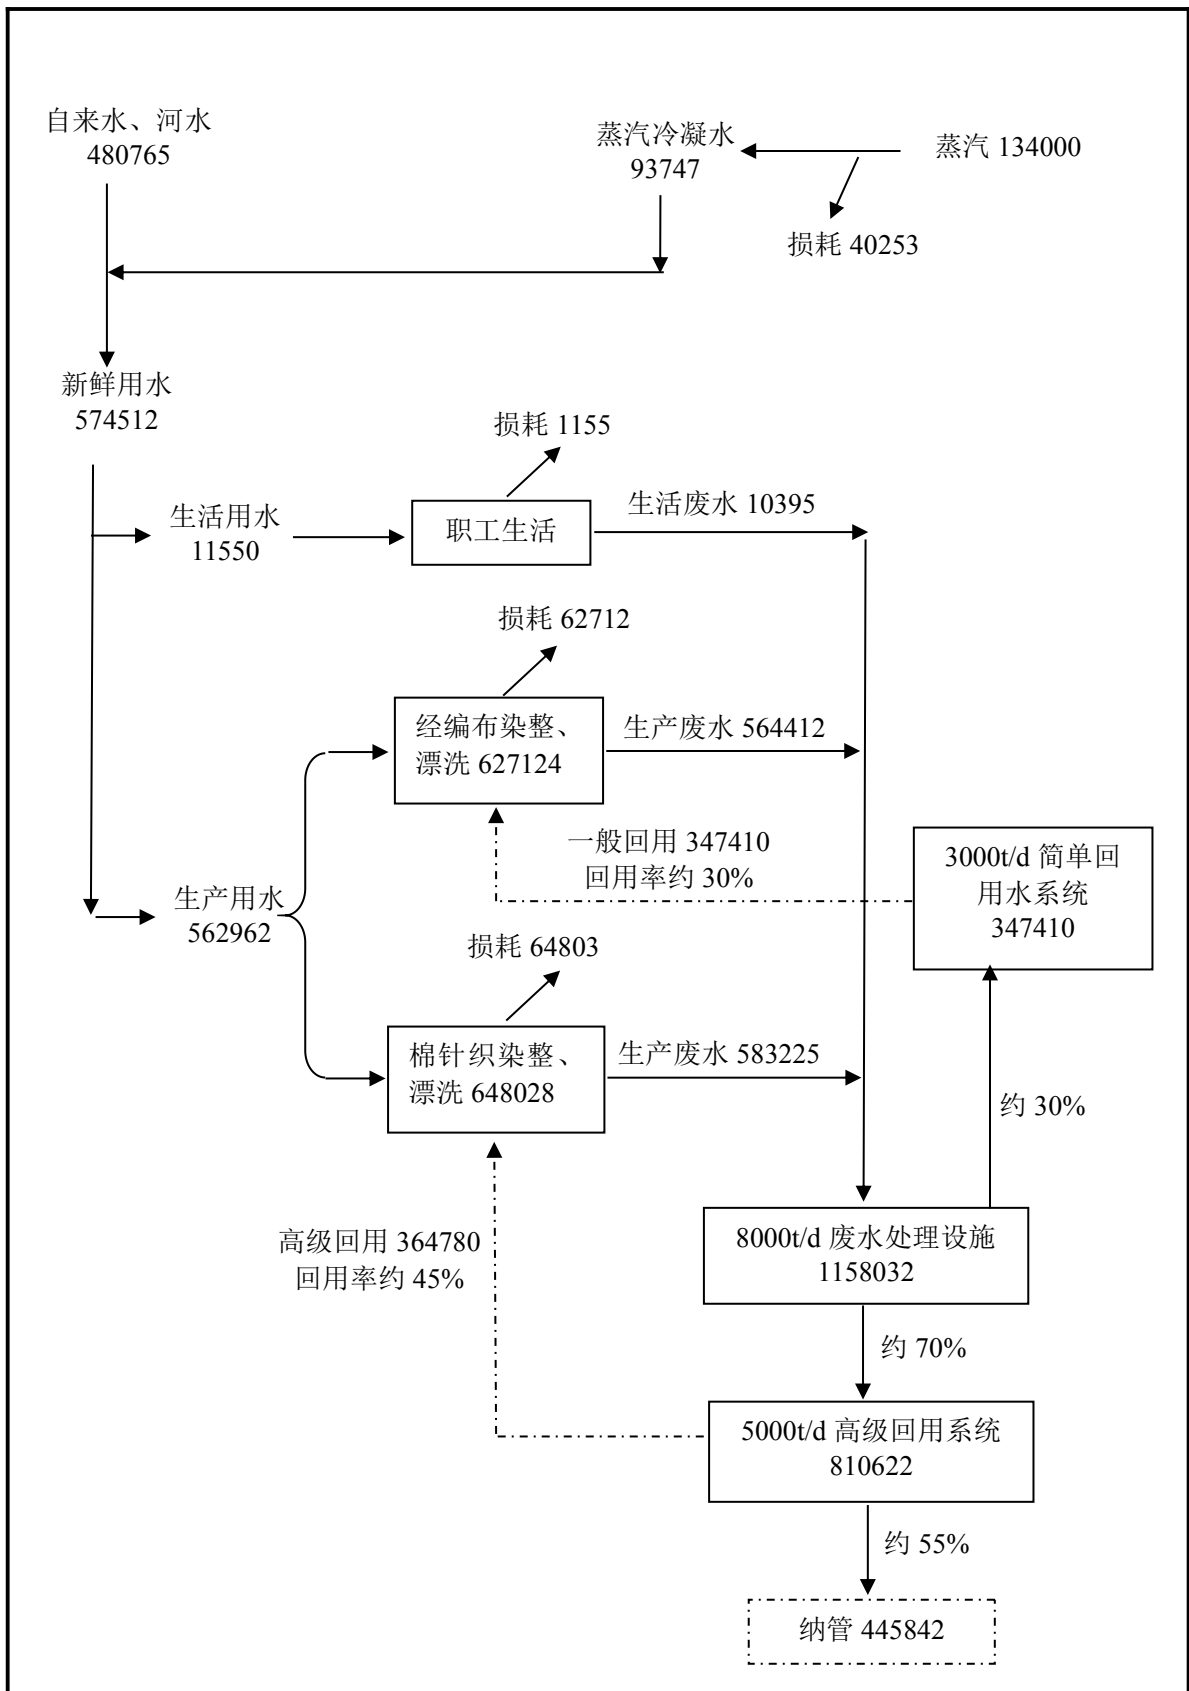 自来水、河水
480765
蒸汽冷凝水
93747
蒸汽 134000
损耗 40253
新鲜用水
574512
损耗 1155
生活用水
11550
职工生活
生活废水 10395
损耗 62712
经编布染整、
漂洗 627124
生产废水 564412
一般回用 347410
回用率约 30%
3000t/d 简单回
用水系统
347410
生产用水
562962
损耗 64803
棉针织染整、
漂洗 648028
生产废水 583225
约 30%
高级回用 364780
回用率约 45%
8000t/d 废水处理设施
1158032
约 70%
5000t/d 高级回用系统
810622
约 55%
纳管 445842